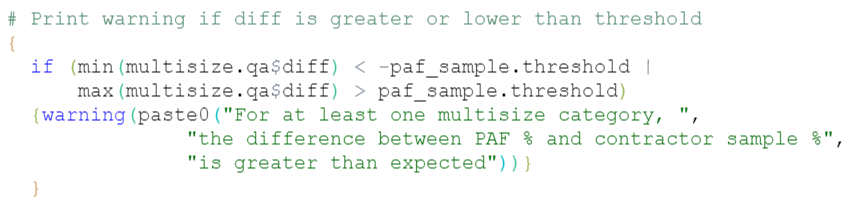 # Print warning if diff is greater or lower than threshold
{
  if (min(multisize.qa$diff) < -paf_sample.threshold |
      max(multisize.qa$diff) > paf_sample.threshold)
  {warning(paste0("For at least one multisize category, ",
               "the difference between PAF % and contractor sample %",
               "is greater than expected"))}
  }